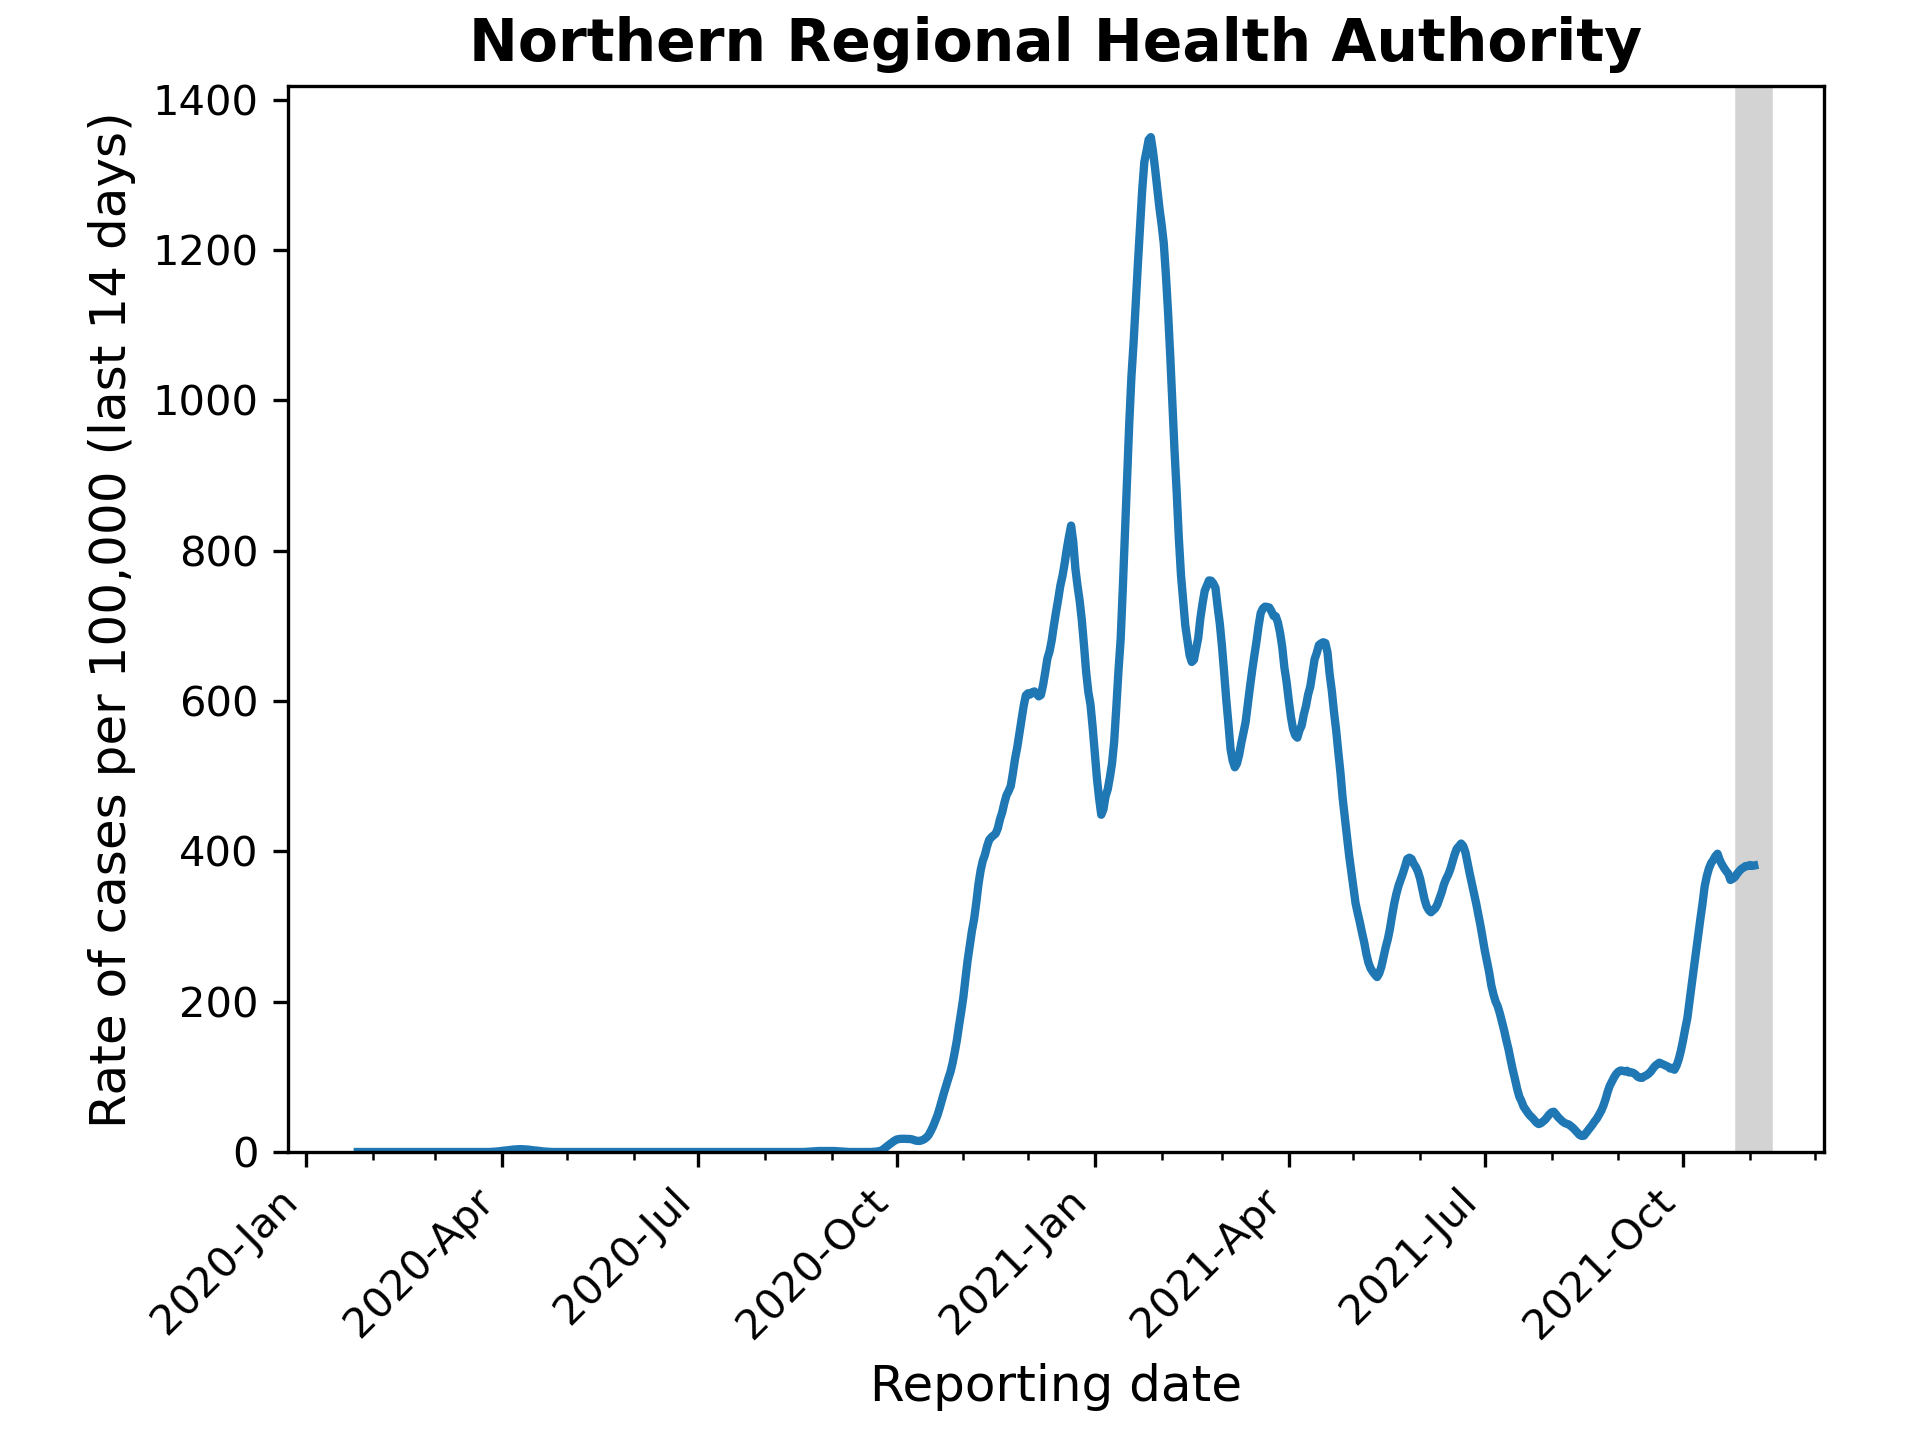 Northern Regional Health Authority
Rate of cases per 100,000 (last 14 days)
1400
1200
1000
800
600
400
200
0
2020-Jan
2020-Apr
2020-Jul
2020-Oct
2021-Jan
2021-Apr
2021-Jul
2021-Oct
Reporting date